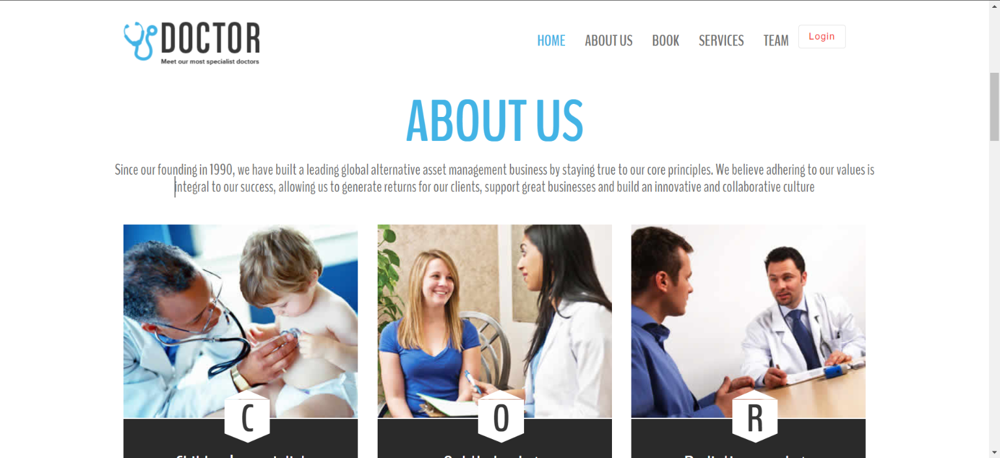 DOCTOR
Meet our most specialist doctors
HOME ABOUT US BOOK SERVICES TEAM Login
ABOUT US
Since our founding in 1990, we have built a leading global alternative asset management business by staying true to our core principles. We believe adhering to our values is
integral to our success, allowing us to generate returns for our clients, support great businesses and build an innovative and collaborative culture
C O R